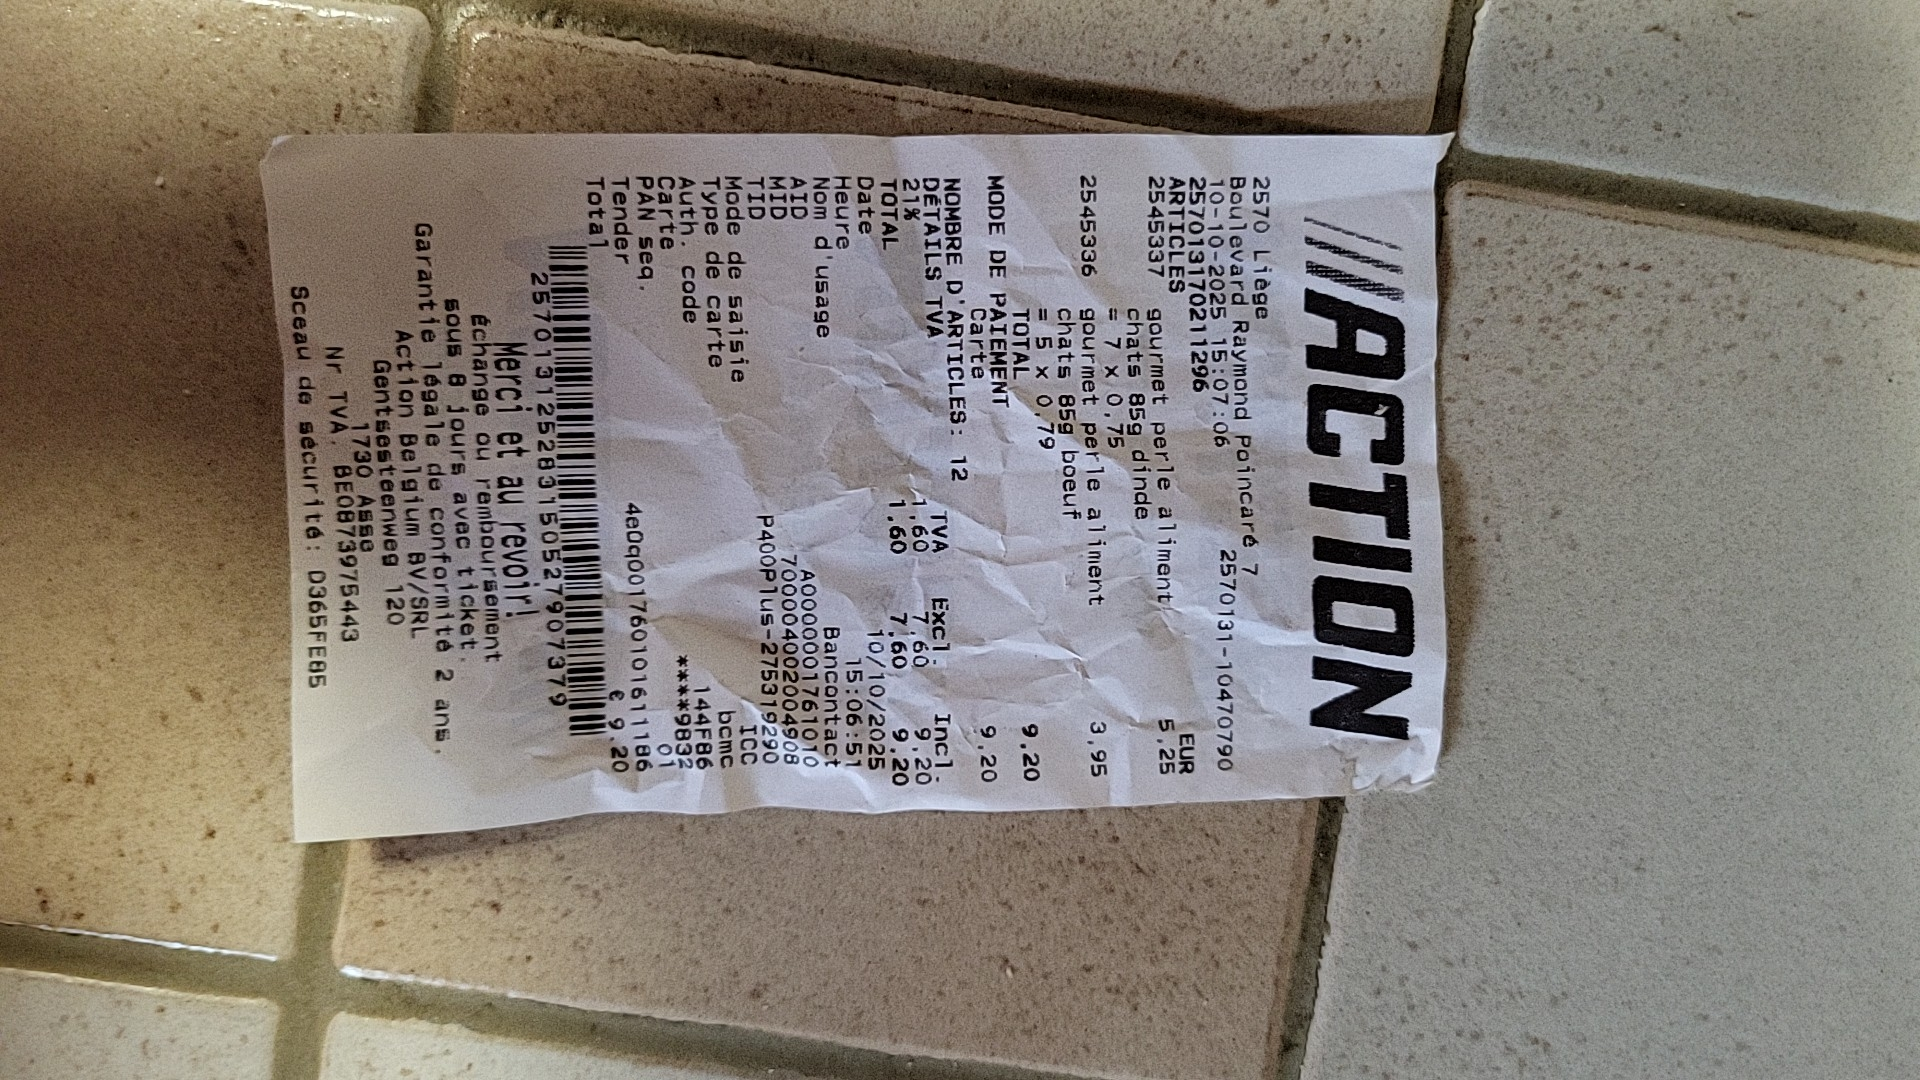 ACTION
2570 Liège
Boulevard Raymond Poincaré 7
10-10-2025 15:07:06 2570131-10470790
257013170211296
ARTICLES EUR
2545337 gourmet perle aliment 5,25
chats 85g dinde
= 7 x 0,75
2545336 gourmet perle aliment 3,95
chats 85g boeuf
= 5 x 0,79
TOTAL 9,20
MODE DE PAIEMENT
Carte 9,20
NOMBRE D'ARTICLES: 12
DÉTAILS TVA TVA Excl. Incl.
21% 1,60 7,60 9,20
TOTAL 1,60 7,60 9,20
Date 10/10/2025
Heure 15:06:51
Nom d'usage Bancontact
AID A0000001761010
MID 700004002004908
TID P400Plus-275319290
Mode de saisie ICC
Type de carte bcmc
Auth. code 144F86
Carte ****9832
PAN seq. 01
Tender 4e0q001760101611186
Total € 9.20
257013125283150527907379
Merci et au revoir!
échange ou remboursement
sous 8 jours avec ticket.
Garantie légale de conformité 2 ans.
Action Belgium BV/SRL
Gentsesteenweg 120
1730 Asse
Nr TVA. BE0873975443
Sceau de sécurité: D365FE85